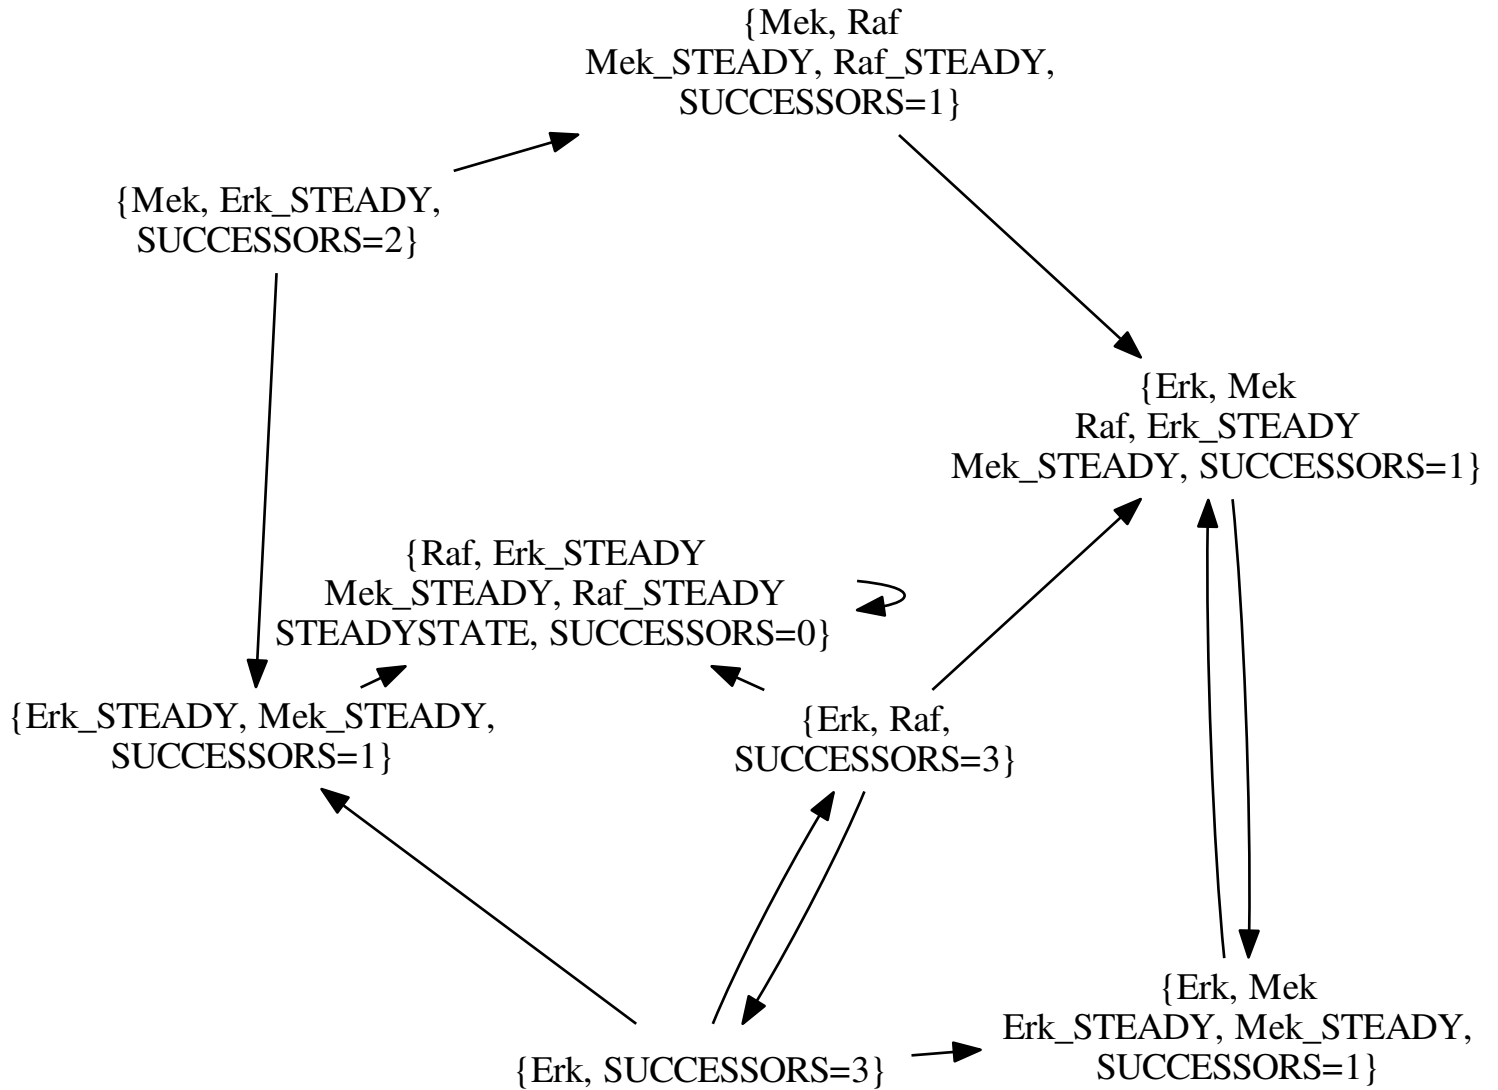 {Mek, Raf
Mek_STEADY, Raf_STEADY,
SUCCESSORS=1}
{Mek, Erk_STEADY,
SUCCESSORS=2}
{Erk, Mek
Raf, Erk_STEADY
Mek_STEADY, SUCCESSORS=1}
{Raf, Erk_STEADY
Mek_STEADY, Raf_STEADY
STEADYSTATE, SUCCESSORS=0}
{Erk_STEADY, Mek_STEADY,
SUCCESSORS=1}
{Erk, Raf,
SUCCESSORS=3}
{Erk, Mek
Erk_STEADY, Mek_STEADY,
SUCCESSORS=1}
{Erk, SUCCESSORS=3}